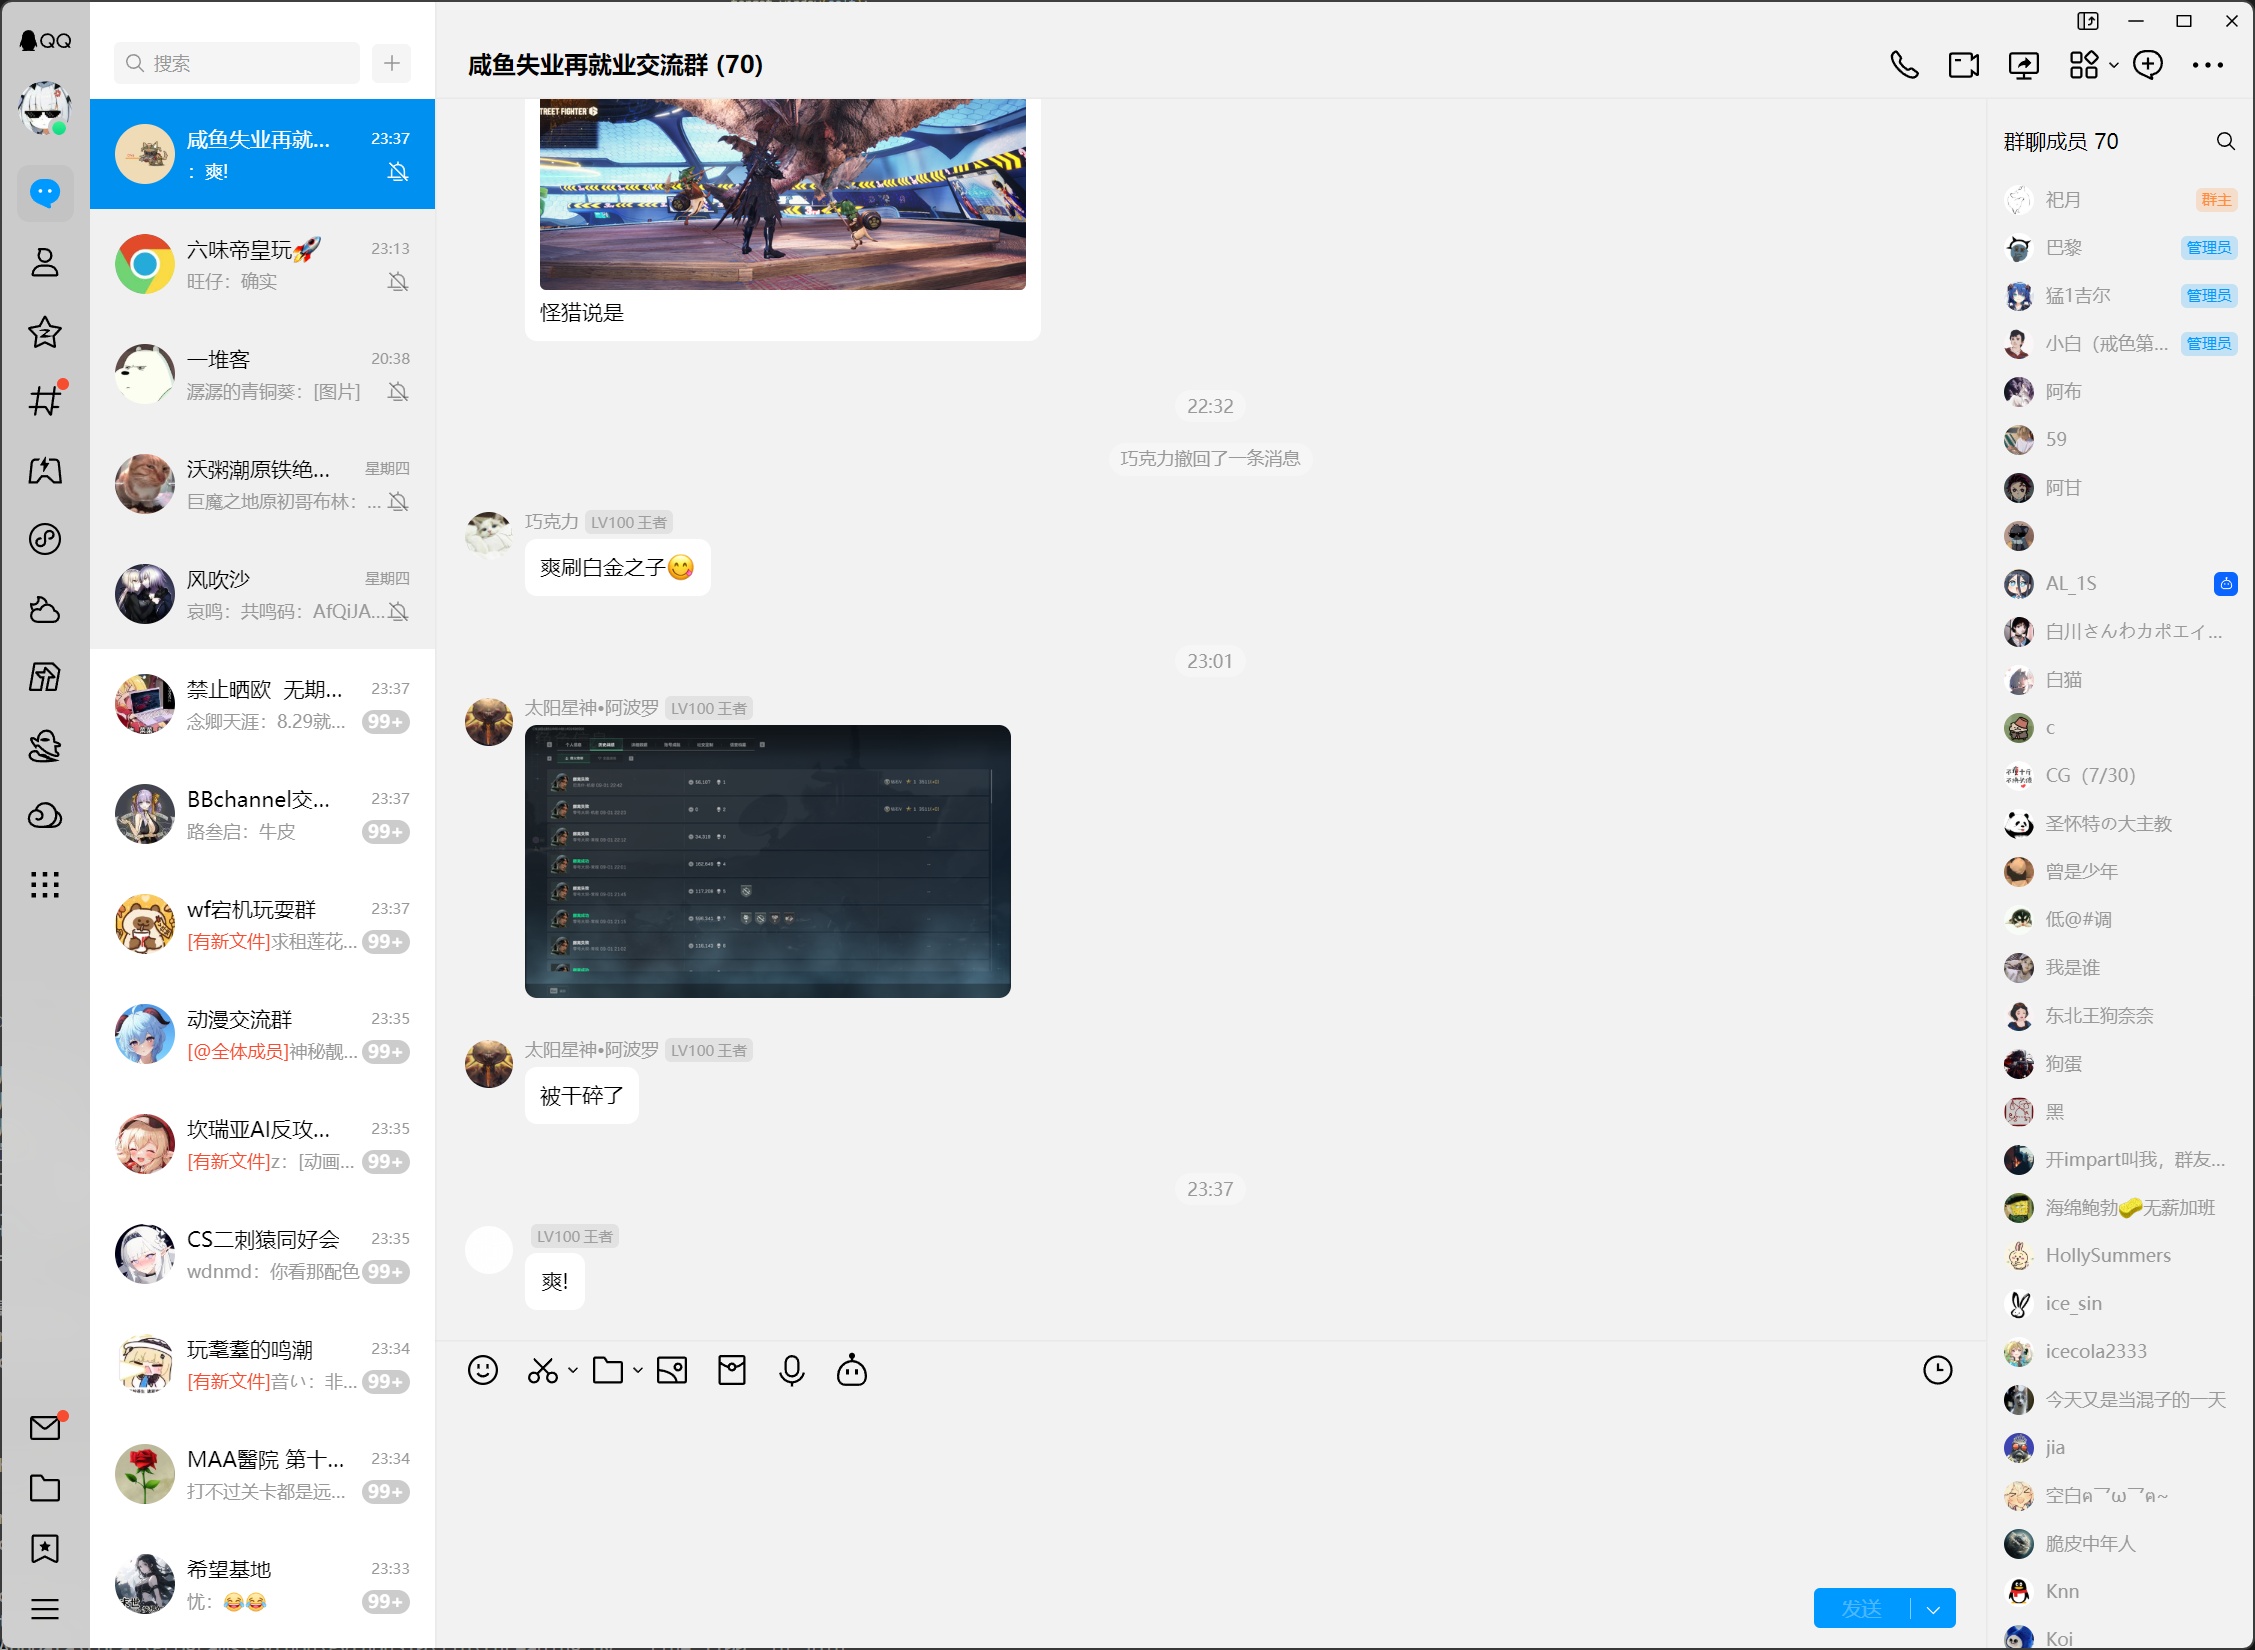 QQ
搜索
咸鱼失业再就... 23:37
：爽!
六味帝皇玩🚀 23:13
旺仔：确实
一堆客 20:38
潺潺的青铜葵：[图片]
沃粥潮原铁绝... 星期四
巨魔之地原初哥布林：...
风吹沙 星期四
哀鸣：共鸣码：AfQiJA...
禁止晒欧 无期... 23:37
念卿天涯：8.29就... 99+
BBchannel交... 23:37
路叁启：牛皮 99+
wf宕机玩耍群 23:37
[有新文件]求租莲花... 99+
动漫交流群 23:35
[@全体成员]神秘靓... 99+
坎瑞亚AI反攻... 23:35
[有新文件]z：[动画... 99+
CS二刺猿同好会 23:35
wdnmd：你看那配色 99+
玩耄耋的鸣潮 23:34
[有新文件]音い：非... 99+
MAA醫院 第十... 23:34
打不过关卡都是远... 99+
希望基地 23:33
忧：😂😂 99+
咸鱼失业再就业交流群 (70)
STREET FIGHTER 6
怪猎说是
22:32
巧克力撤回了一条消息
巧克力 LV100 王者
爽刷白金之子😋
23:01
太阳星神•阿波罗 LV100 王者
太阳星神•阿波罗 LV100 王者
被干碎了
23:37
LV100 王者
爽!
发送
群聊成员 70
祀月 群主
巴黎 管理员
猛1吉尔 管理员
小白（戒色第... 管理员
阿布
59
阿甘
AL_1S
白川さんわカポエイ...
白猫
c
CG（7/30）
圣怀特の大主教
曾是少年
低@#调
我是谁
东北王狗奈奈
狗蛋
黑
开impart叫我，群友...
海绵鲍勃🧽无薪加班
HollySummers
ice_sin
icecola2333
今天又是当混子的一天
jia
空白ฅ乛ω乛ฅ~
脆皮中年人
Knn
Koi